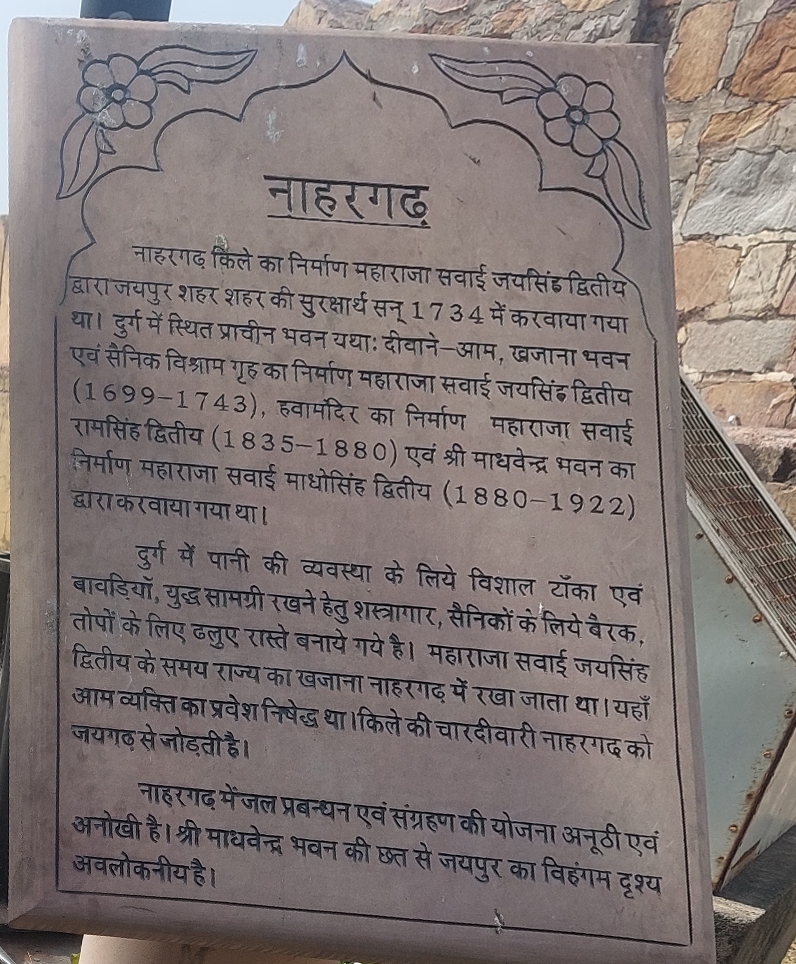 नाहरगढ़
नाहरगढ़ किले का निर्माण महाराजा सवाई जयसिंह द्वितीय
द्वारा जयपुर शहर शहर की सुरक्षार्थ सन् 1734 में करवाया गया
था। दुर्ग में स्थित प्राचीन भवन यथाः दीवाने-आम, खजाना भवन
एवं सैनिक विश्राम गृह का निर्माण महाराजा सवाई जयसिंह द्वितीय
(1699-1743), हवामंदिर का निर्माण महाराजा सवाई
रामसिंह द्वितीय (1835-1880) एवं श्री माधवेन्द्र भवन का
निर्माण महाराजा सवाई माधोसिंह द्वितीय (1880-1922)
द्वारा करवाया गया था।
दुर्ग में पानी की व्यवस्था के लिये विशाल टॉंका एवं
बावडियॉं, युद्ध सामग्री रखने हेतु शस्त्रागार, सैनिकों के लिये बैरक,
तोपों के लिए ढलुए रास्ते बनाये गये है। महाराजा सवाई जयसिंह
द्वितीय के समय राज्य का खजाना नाहरगढ़ में रखा जाता था। यहॉं
आम व्यक्ति का प्रवेश निषेद्ध था। किले की चारदीवारी नाहरगढ़ को
जयगढ़ से जोड़ती है।
नाहरगढ़ में जल प्रबन्धन एवं संग्रहण की योजना अनूठी एवं
अनोखी है। श्री माधवेन्द्र भवन की छत से जयपुर का विहंगम दृश्य
अवलोकनीय है।